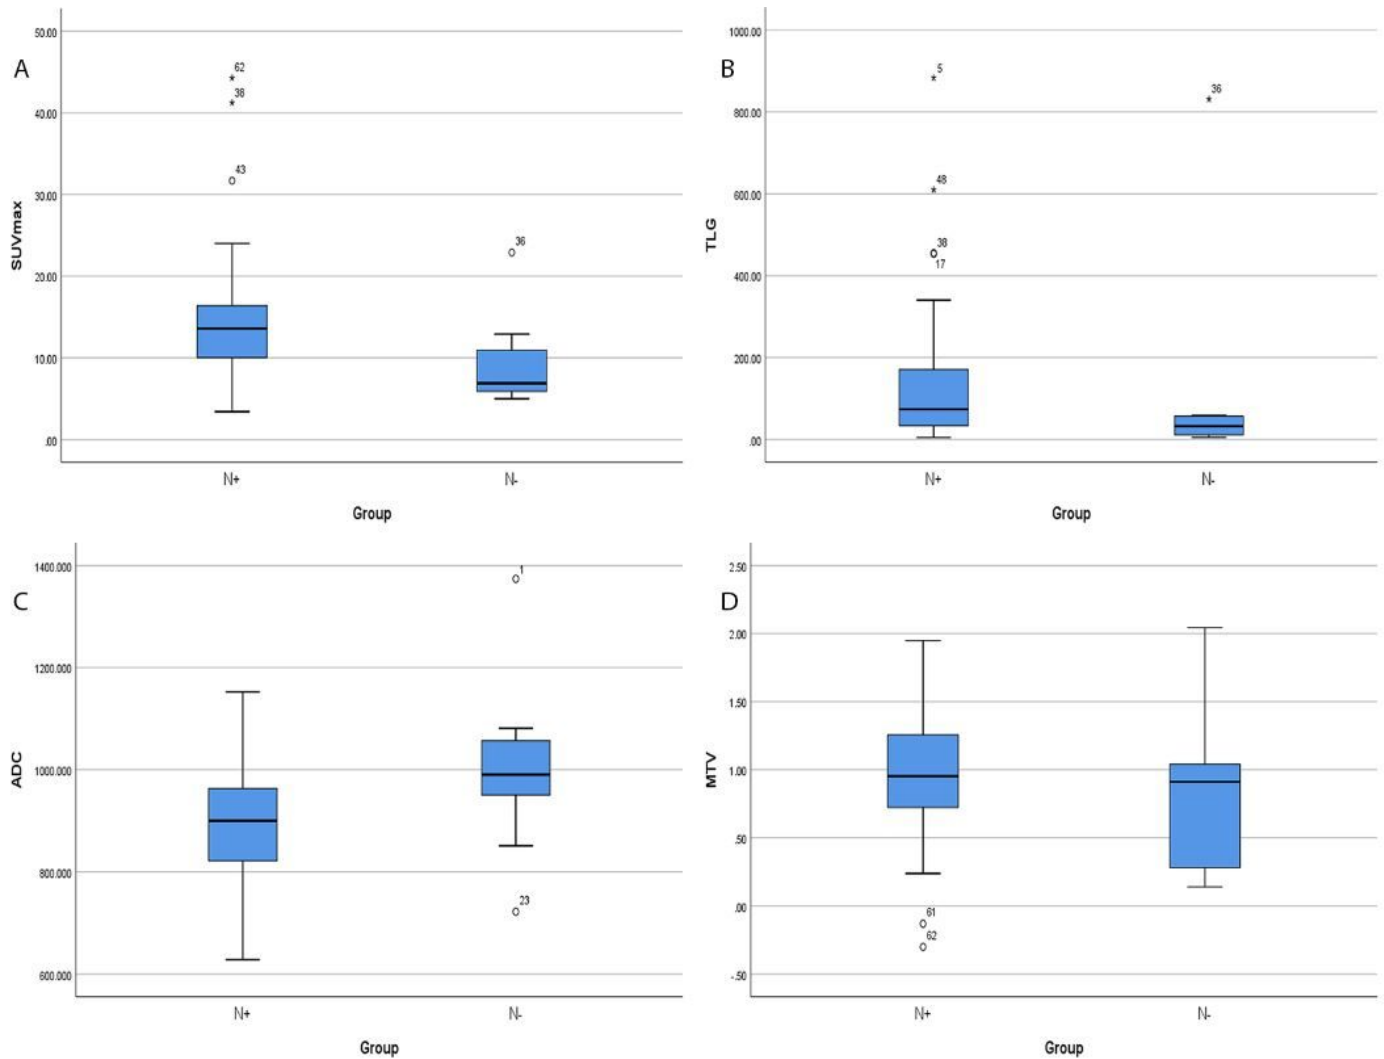 A
SUVmax
50.00
40.00
30.00
20.00
10.00
.00
62
38
43
36
N+
N-
Group
B
TLG
1000.00
800.00
600.00
400.00
200.00
.00
5
48
38
17
36
N+
N-
Group
C
ADC
1400.000
1200.000
1000.000
800.000
600.000
1
23
N+
N-
Group
D
MTV
2.50
2.00
1.50
1.00
.50
.00
-.50
61
62
N+
N-
Group